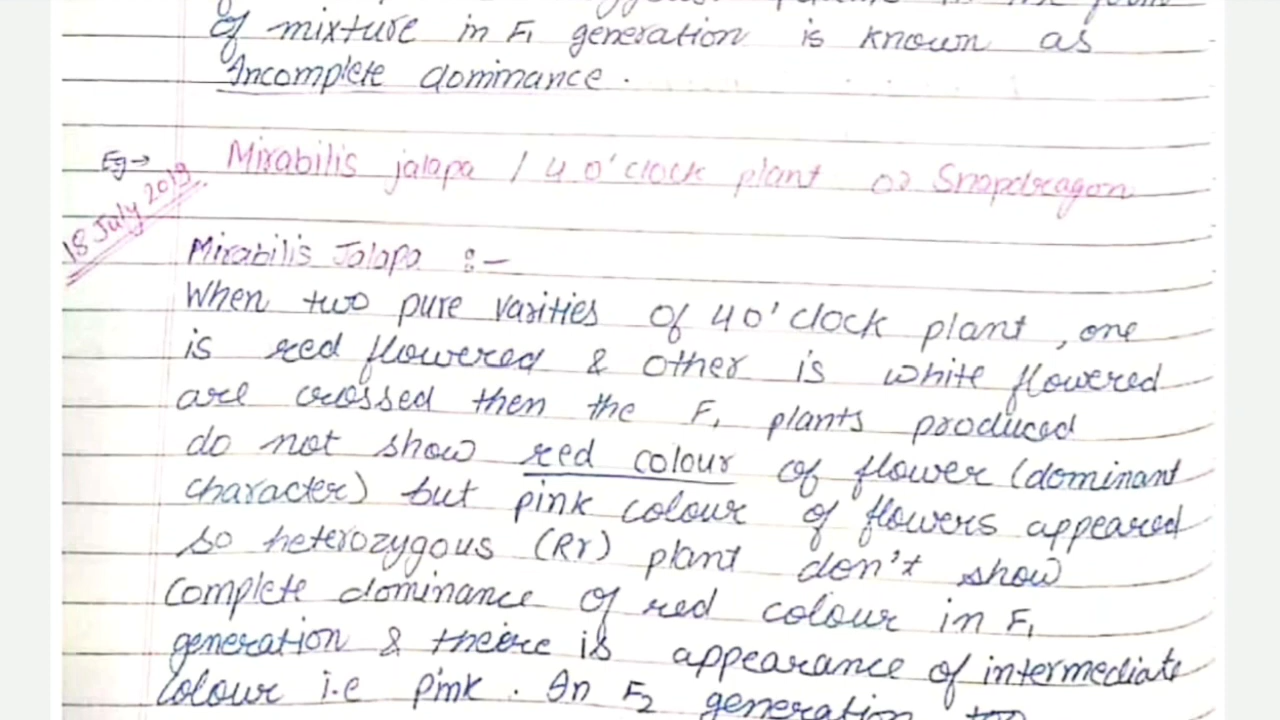 of mixture in F1 generation is known as
Incomplete dominance.
Eg→ Mirabilis jalapa / 4 0'clock plant or Snapdragon
18 July 2019
Mirabilis Jalapa :-
When two pure varities of 4 0'clock plant, one
is red flowered & other is white flowered
are crossed then the F1 plants produced
do not show red colour of flower (dominant
character) but pink colour of flowers appeared
so heterozygous (Rr) plant don't show
complete dominance of red colour in F1
generation & theire is appearance of intermediate
colour i.e pink. In F2 generation too